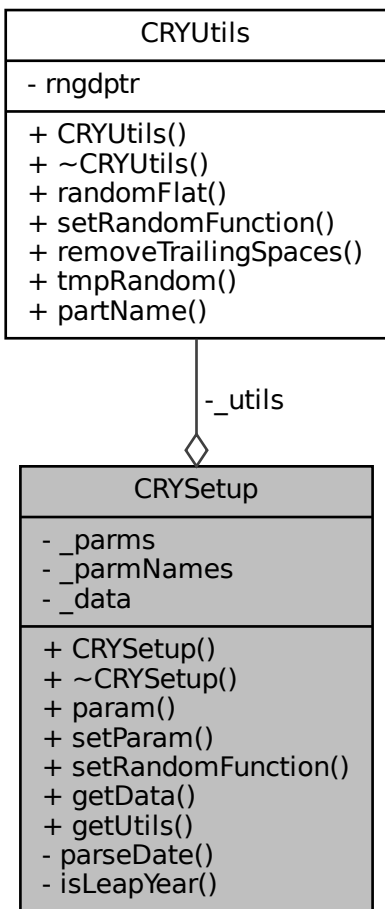 CRYUtils
- rngdptr
+ CRYUtils()
+ ~CRYUtils()
+ randomFlat()
+ setRandomFunction()
+ removeTrailingSpaces()
+ tmpRandom()
+ partName()
-_utils
CRYSetup
- _parms
- _parmNames
- _data
+ CRYSetup()
+ ~CRYSetup()
+ param()
+ setParam()
+ setRandomFunction()
+ getData()
+ getUtils()
- parseDate()
- isLeapYear()